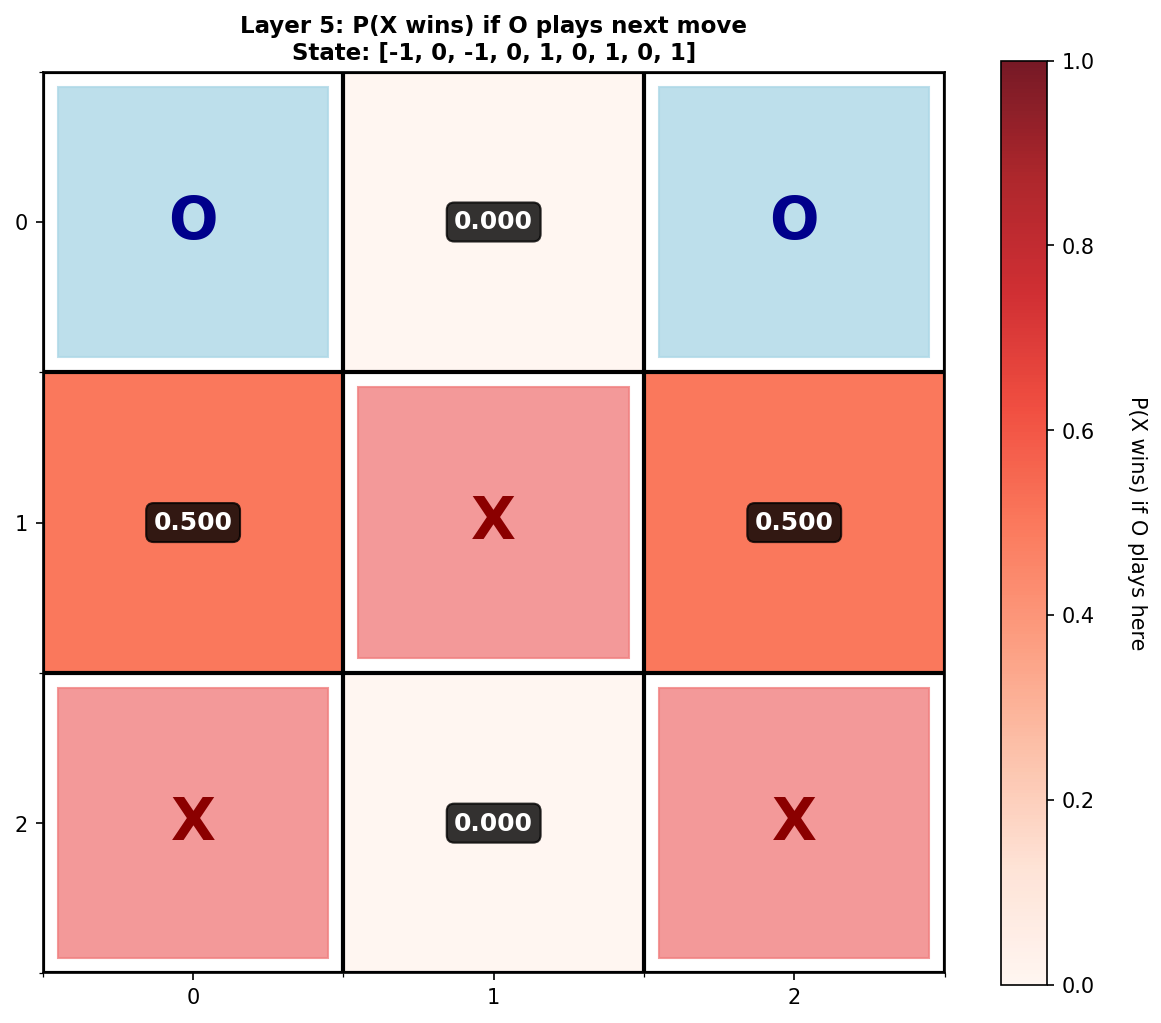 Layer 5: P(X wins) if O plays next move
State: [-1, 0, -1, 0, 1, 0, 1, 0, 1]
0
O
0.000
O
1
0.500
X
0.500
2
X
0.000
X
0
1
2
1.0
0.8
0.6
0.4
0.2
0.0
P(X wins) if O plays here